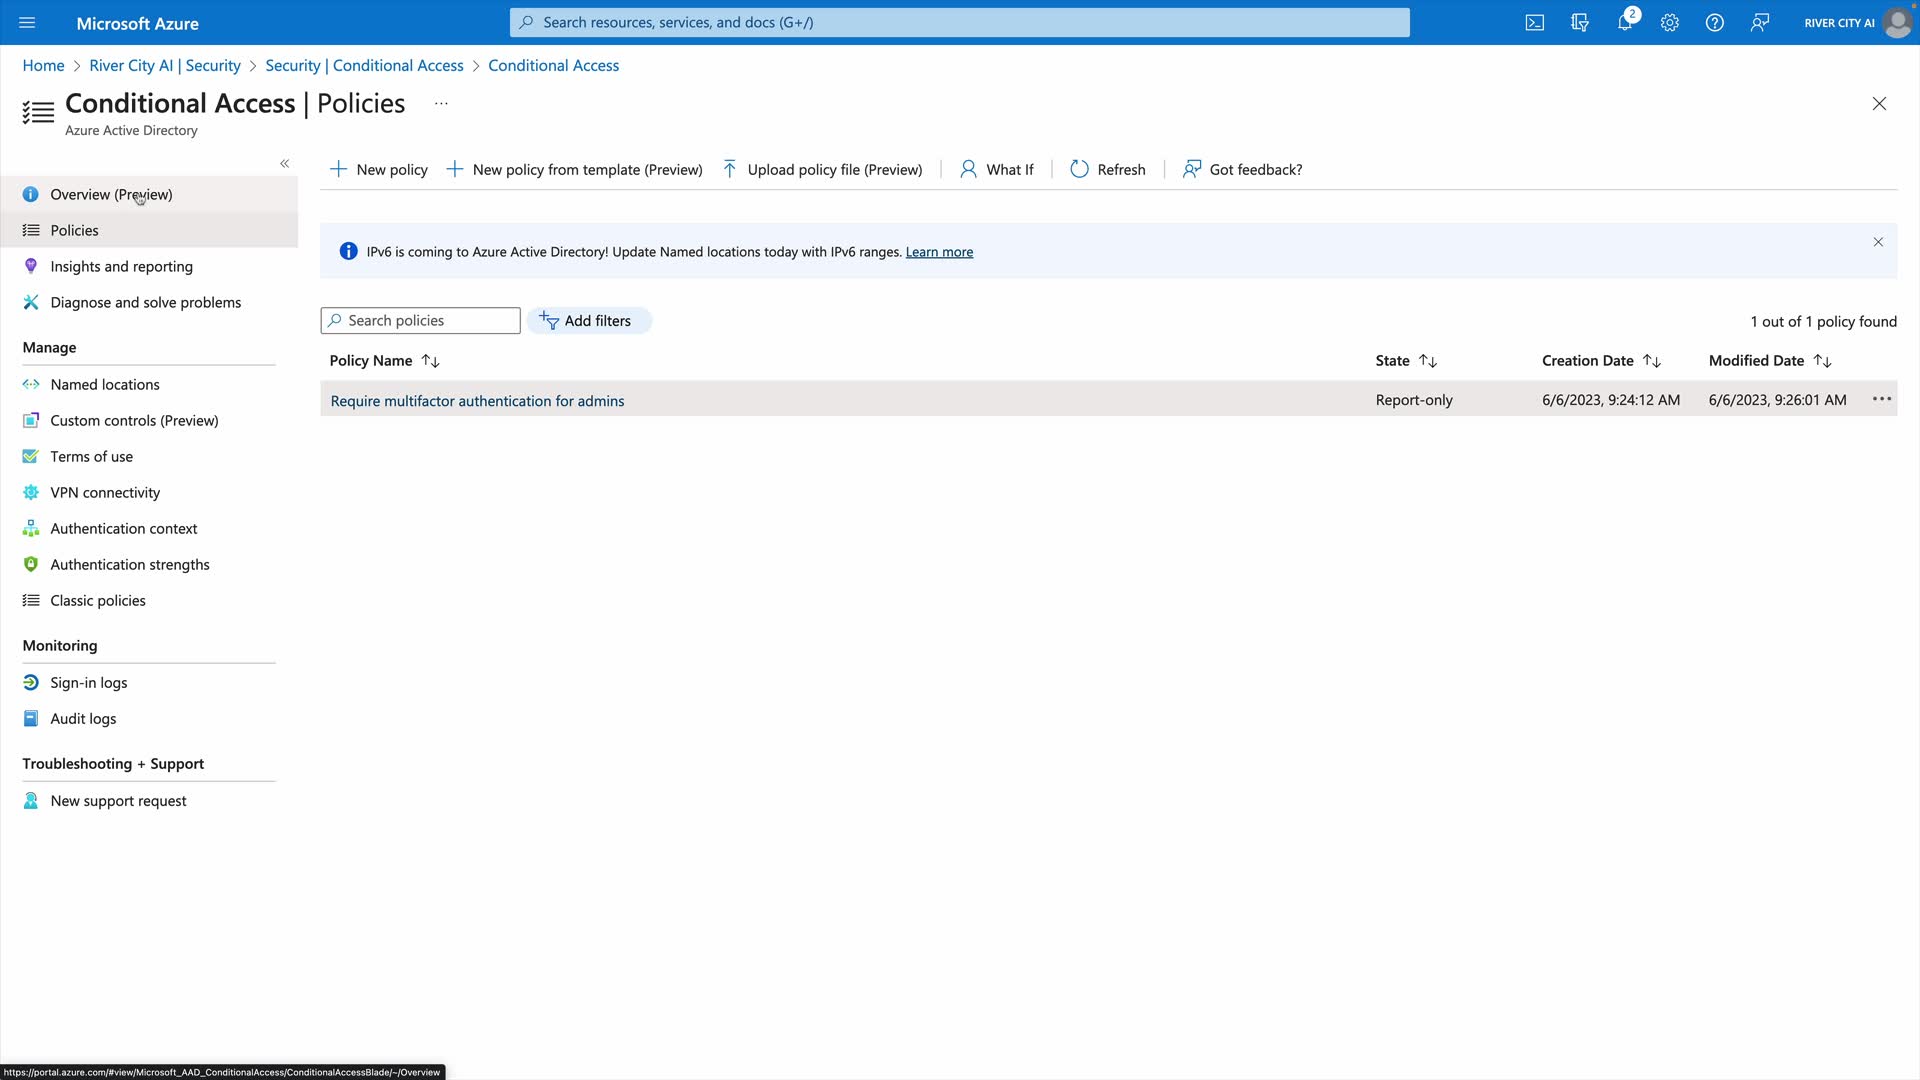 Microsoft Azure
Search resources, services, and docs (G+/)
2
RIVER CITY AI
Home > River City AI | Security > Security | Conditional Access > Conditional Access
Conditional Access | Policies ...
Azure Active Directory
«
New policy
New policy from template (Preview)
Upload policy file (Preview)
What If
Refresh
Got feedback?
Overview (Preview)
Policies
Insights and reporting
Diagnose and solve problems
Manage
Named locations
Custom controls (Preview)
Terms of use
VPN connectivity
Authentication context
Authentication strengths
Classic policies
Monitoring
Sign-in logs
Audit logs
Troubleshooting + Support
New support request
IPv6 is coming to Azure Active Directory! Update Named locations today with IPv6 ranges. Learn more
Search policies
Add filters
1 out of 1 policy found
Policy Name ↑↓ State ↑↓ Creation Date ↑↓ Modified Date ↑↓
Require multifactor authentication for admins Report-only 6/6/2023, 9:24:12 AM 6/6/2023, 9:26:01 AM ...
https://portal.azure.com/#view/Microsoft_AAD_ConditionalAccess/ConditionalAccessBlade/~/Overview